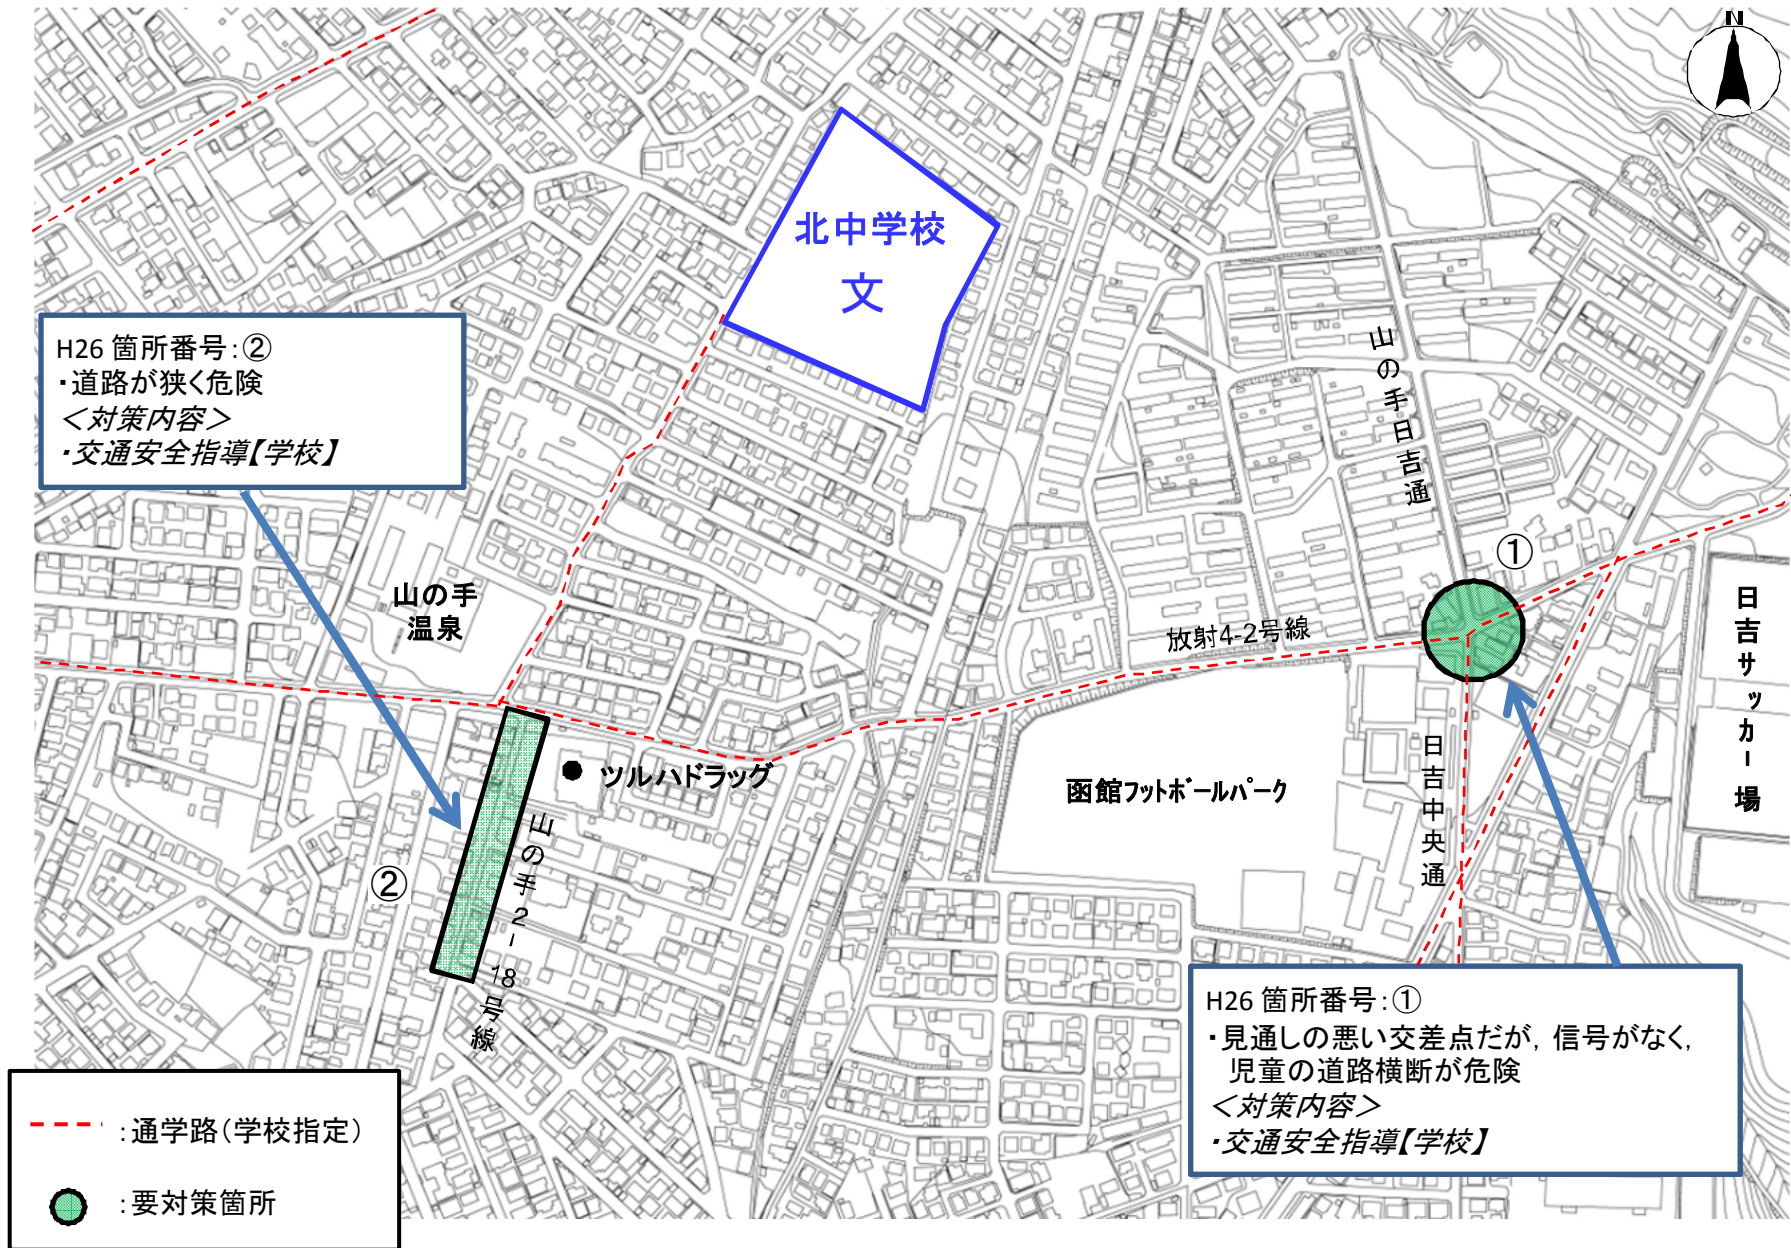 N
北中学校
文
H26 箇所番号：②
・道路が狭く危険
＜対策内容＞
・交通安全指導【学校】
山の手日吉通
①
山の手
温泉
放射4-2号線
日吉サッカー場
ツルハドラッグ
函館フットボールパーク
日吉中央通
山の手2-18号線
②
H26 箇所番号：①
・見通しの悪い交差点だが，信号がなく，
児童の道路横断が危険
＜対策内容＞
・交通安全指導【学校】
：通学路（学校指定）
：要対策箇所